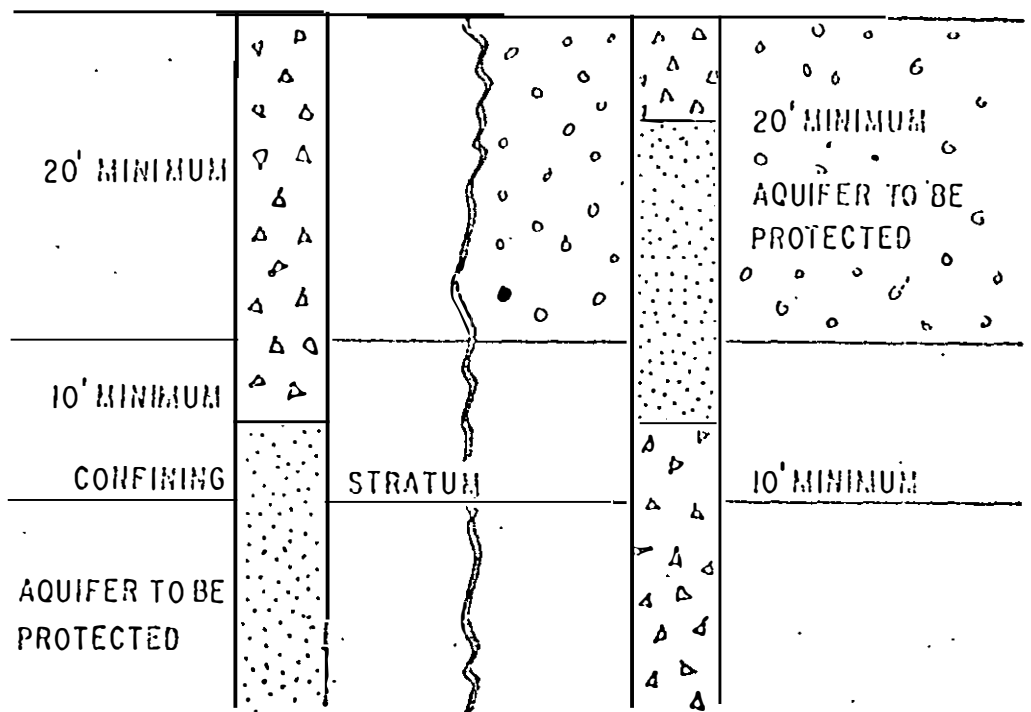 20' MINIMUM
20' MINIMUM
AQUIFER TO BE
PROTECTED
10' MINIMUM
CONFINING STRATUM
10' MINIMUM
AQUIFER TO BE
PROTECTED